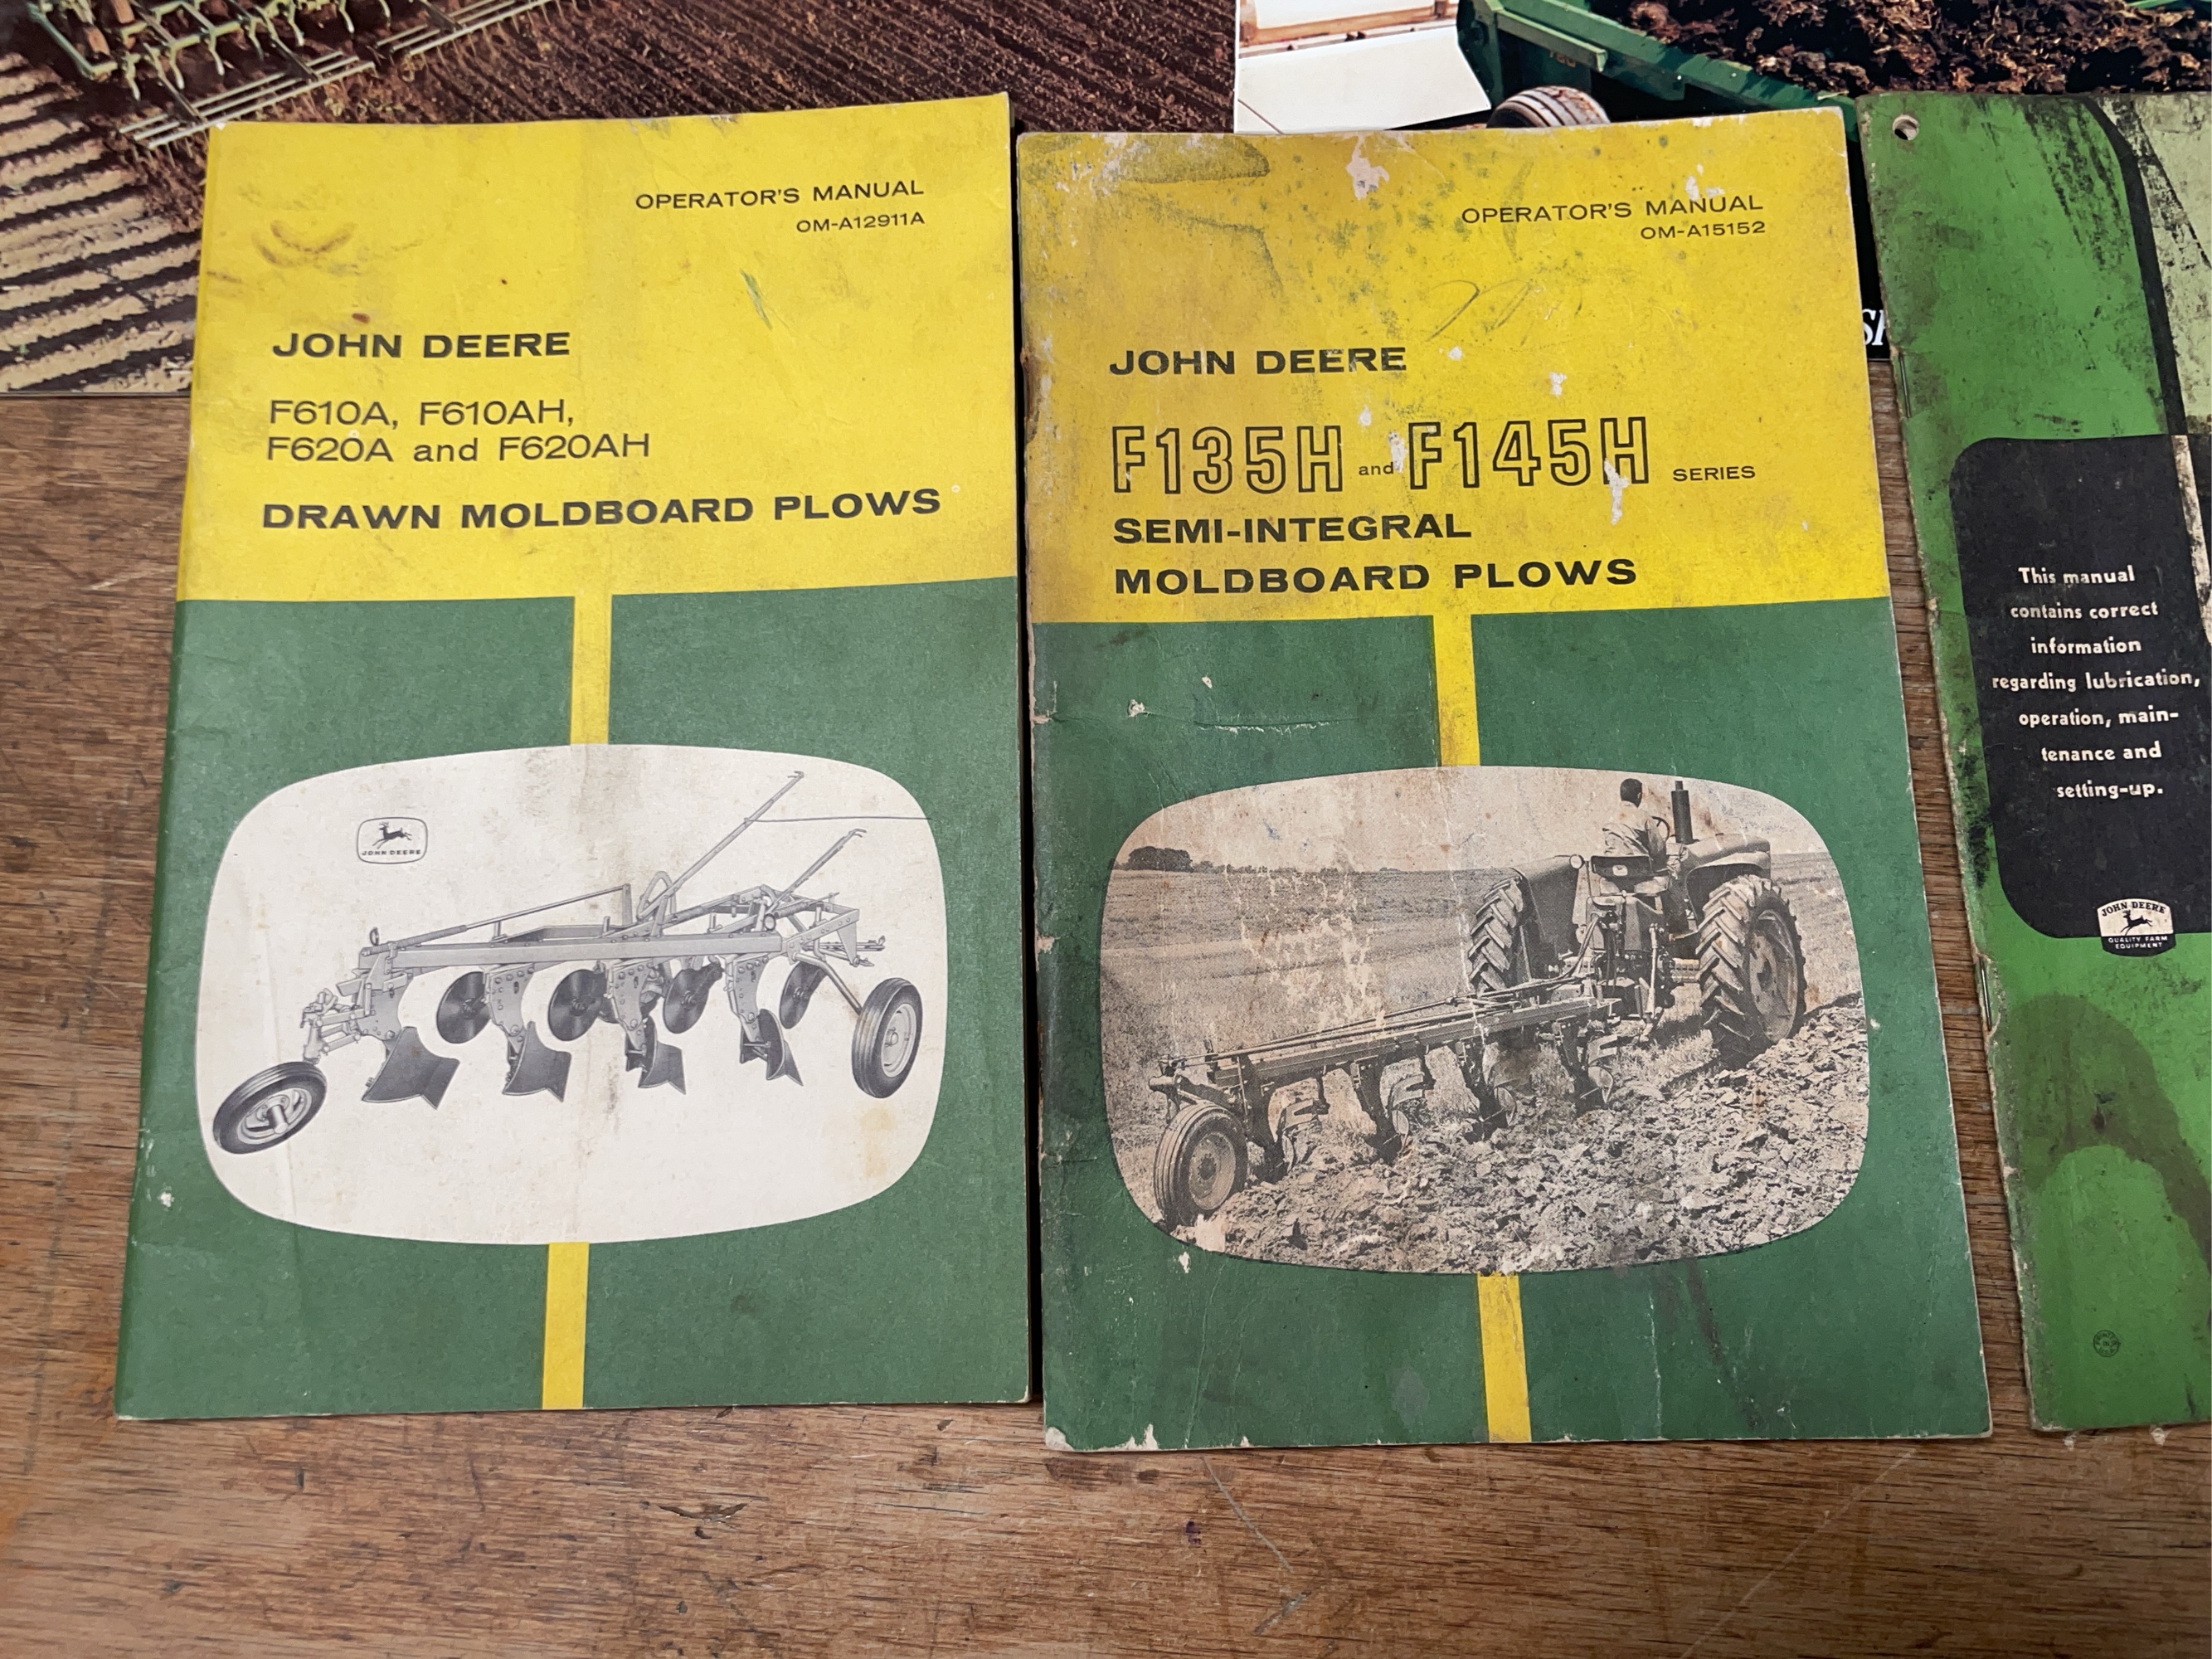 OPERATOR'S MANUAL
OM-A12911A
JOHN DEERE
F610A, F610AH,
F620A and F620AH
DRAWN MOLDBOARD PLOWS
JOHN DEERE
OPERATOR'S MANUAL
OM-A15152
JOHN DEERE
F135H and F145H SERIES
SEMI-INTEGRAL
MOLDBOARD PLOWS
This manual
contains correct
information
regarding lubrication,
operation, main-
tenance and
setting-up.
JOHN DEERE
QUALITY FARM
EQUIPMENT